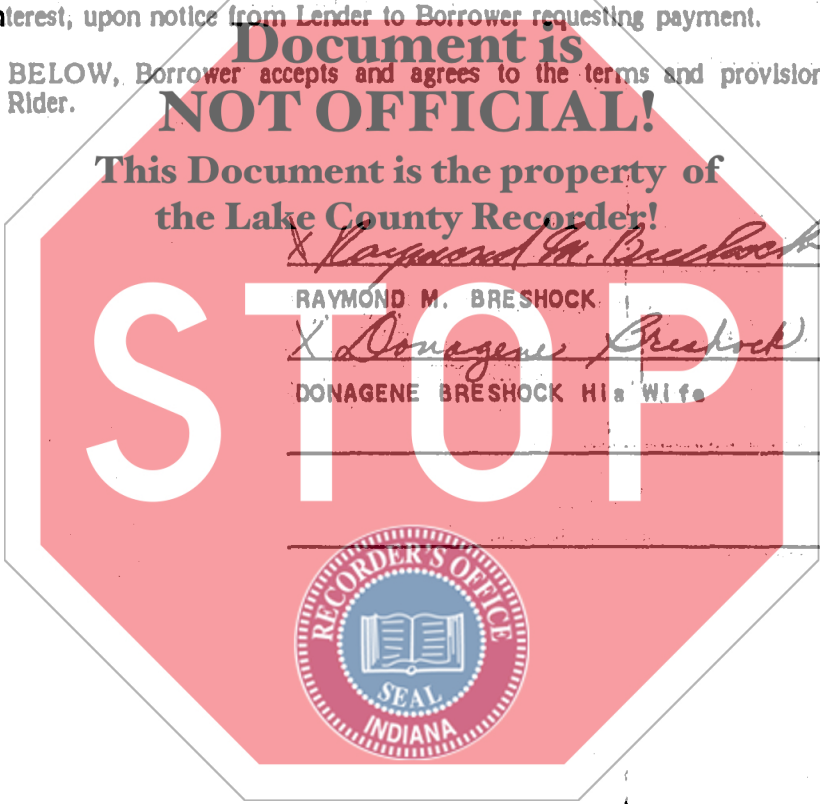 nterest, upon notice from Lender to Borrower requesting payment.
Document is
BELOW, Borrower accepts and agrees to the terms and provision
Rider.
NOT OFFICIAL!
This Document is the property of
the Lake County Recorder!
X Raymond M. Breshock
RAYMOND M. BRESHOCK
X Donagene Breshock
DONAGENE BRESHOCK His Wife
STOP
RECORDER'S OFFICE
SEAL
INDIANA